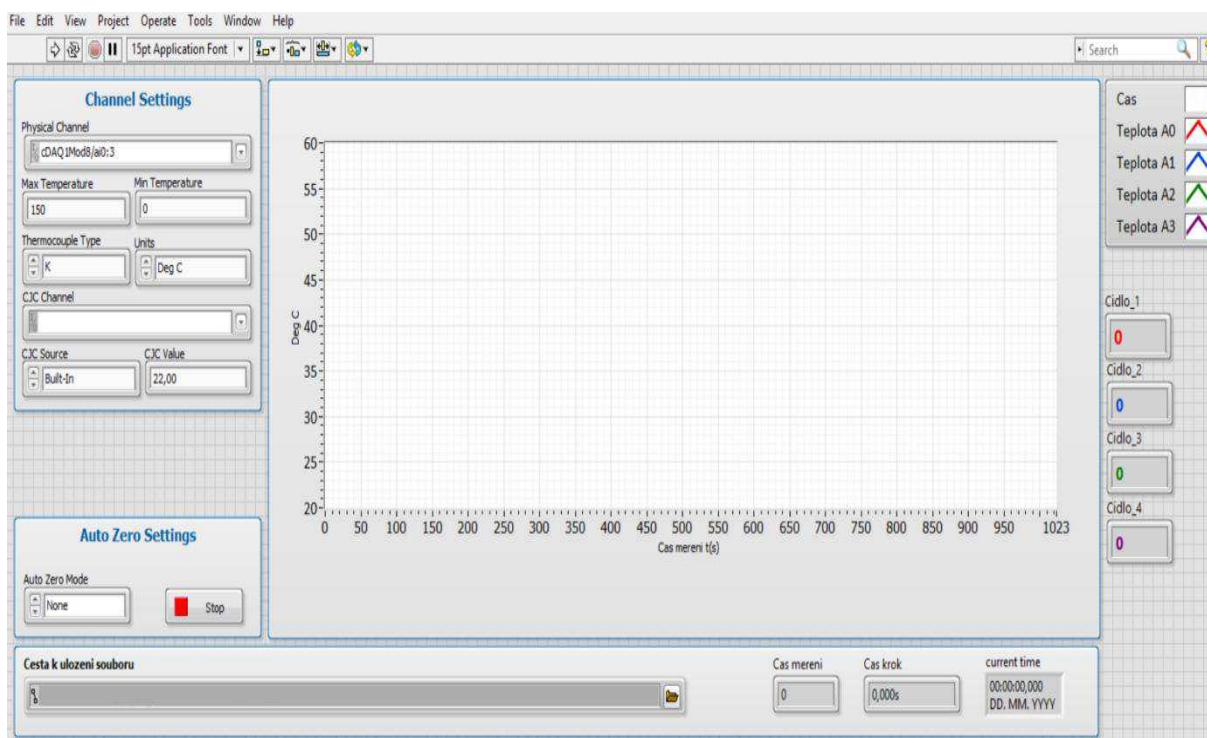 File Edit View Project Operate Tools Window Help
15pt Application Font
Search
Channel Settings
Physical Channel
cDAQ1Mod8/ai0:3
Max Temperature Min Temperature
150 0
Thermocouple Type Units
K Deg C
CJC Channel
CJC Source CJC Value
Built-In 22,00
Auto Zero Settings
Auto Zero Mode
None Stop
Deg C
60
55
50
45
40
35
30
25
20
0 50 100 150 200 250 300 350 400 450 500 550 600 650 700 750 800 850 900 950 1023
Cas mereni t(s)
Cas
Teplota A0
Teplota A1
Teplota A2
Teplota A3
Cidlo_1
0
Cidlo_2
0
Cidlo_3
0
Cidlo_4
0
Cesta k ulozeni souboru
Cas mereni Cas krok current time
0 0,000s 00:00:00,000
DD. MM. YYYY